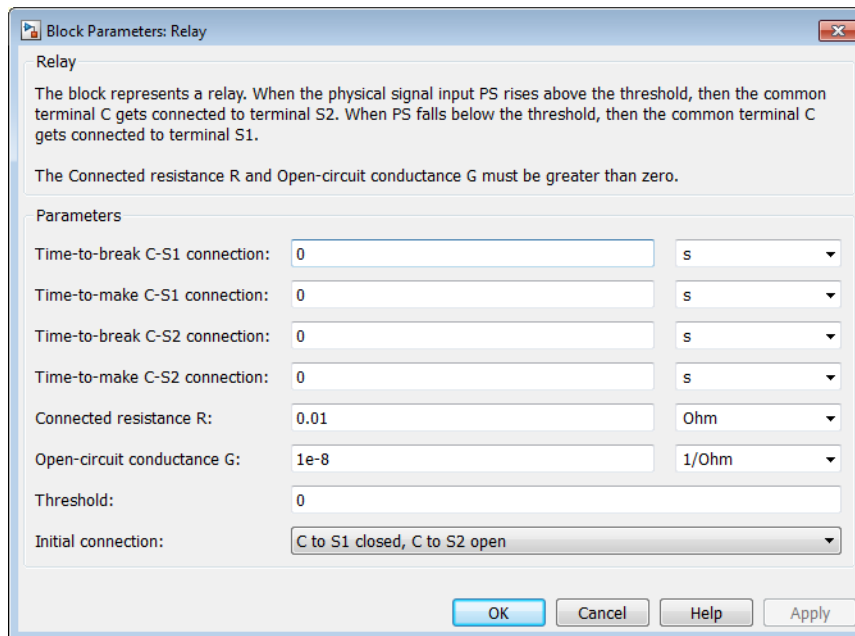 Block Parameters: Relay
Relay
The block represents a relay. When the physical signal input PS rises above the threshold, then the common
terminal C gets connected to terminal S2. When PS falls below the threshold, then the common terminal C
gets connected to terminal S1.
The Connected resistance R and Open-circuit conductance G must be greater than zero.
Parameters
Time-to-break C-S1 connection: 0 s
Time-to-make C-S1 connection: 0 s
Time-to-break C-S2 connection: 0 s
Time-to-make C-S2 connection: 0 s
Connected resistance R: 0.01 Ohm
Open-circuit conductance G: 1e-8 1/Ohm
Threshold: 0
Initial connection: C to S1 closed, C to S2 open
OK Cancel Help Apply